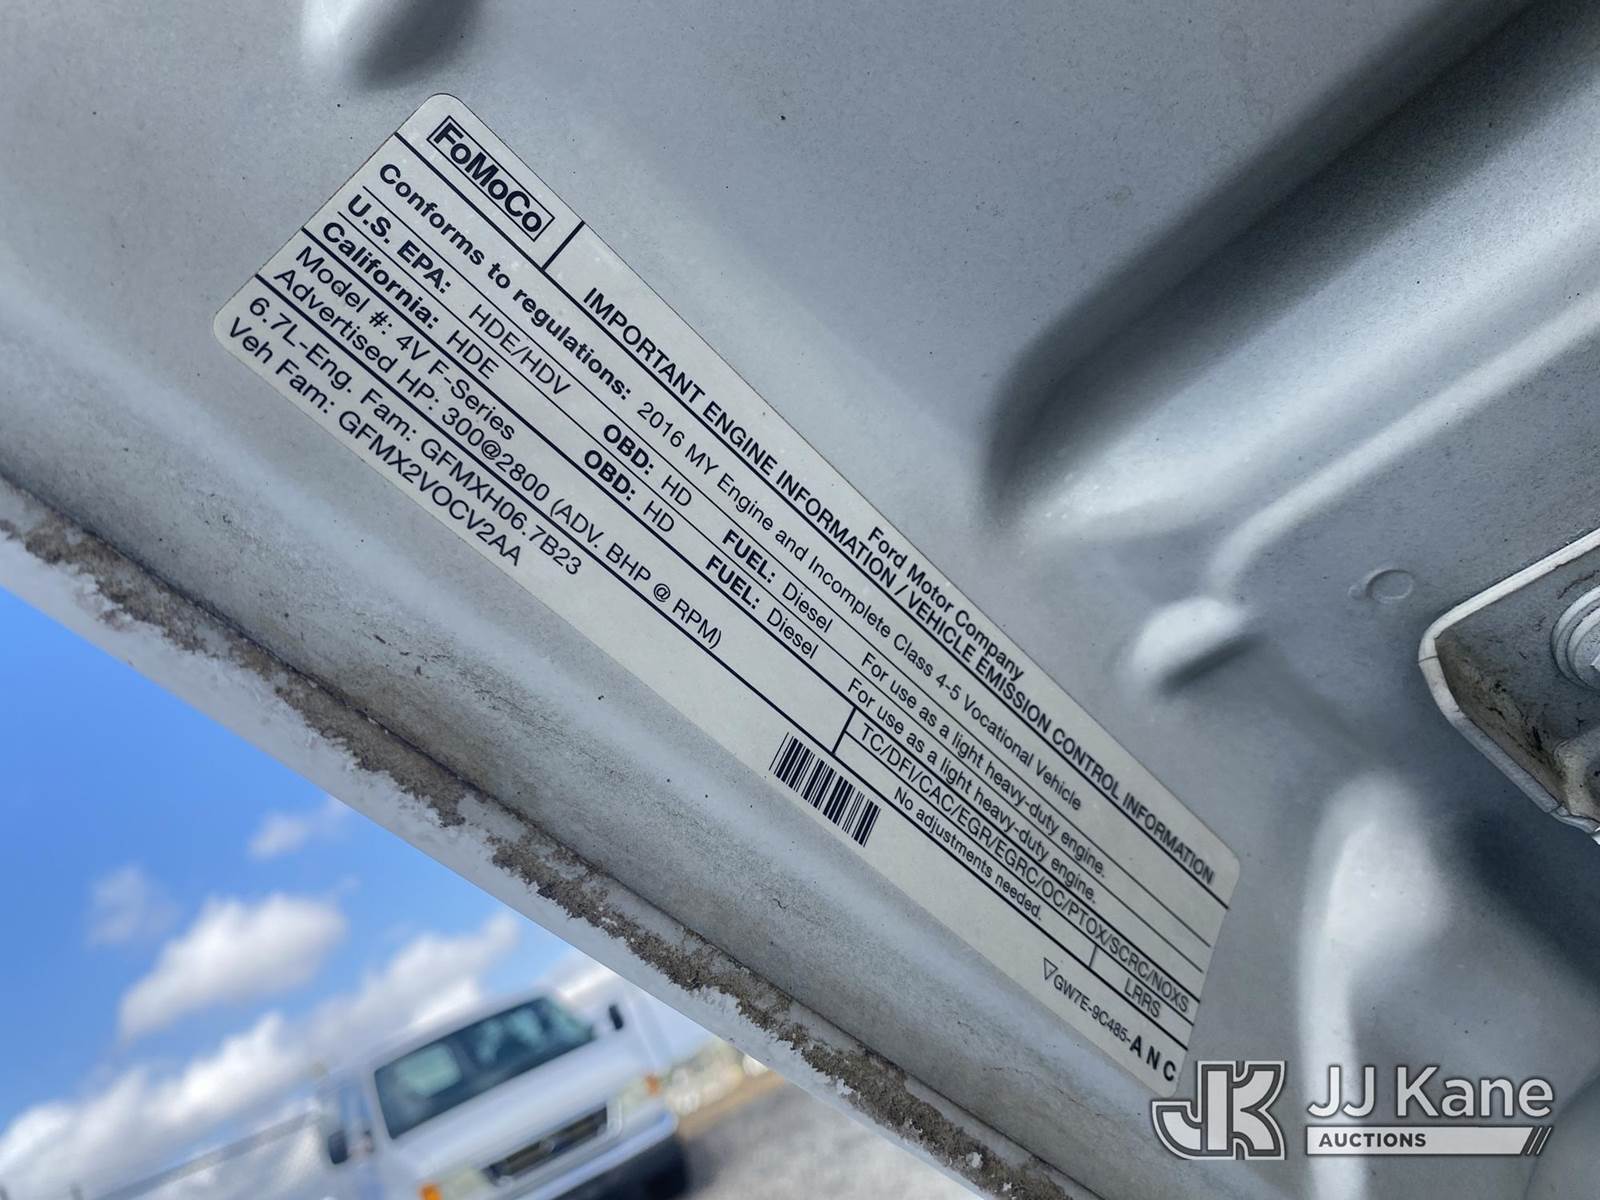 FoMoCo
Ford Motor Company
IMPORTANT ENGINE INFORMATION / VEHICLE EMISSION CONTROL INFORMATION
Conforms to regulations: 2016 MY Engine and Incomplete Class 4-5 Vocational Vehicle
U.S. EPA: HDE/HDV OBD: HD FUEL: Diesel For use as a light heavy-duty engine.
California: HDE OBD: HD FUEL: Diesel For use as a light heavy-duty engine.
Model #: 4V F-Series TC/DFI/CAC/EGR/EGRC/OC/PTOX/SCRC/NOXS
Advertised HP: 300@2800 (ADV. BHP @ RPM) No adjustments needed. LRRS
6.7L-Eng. Fam: GFMXH06.7B23
Veh Fam: GFMX2VOCV2AA
GW7E-9C485-A N C
JK
JJ Kane
AUCTIONS